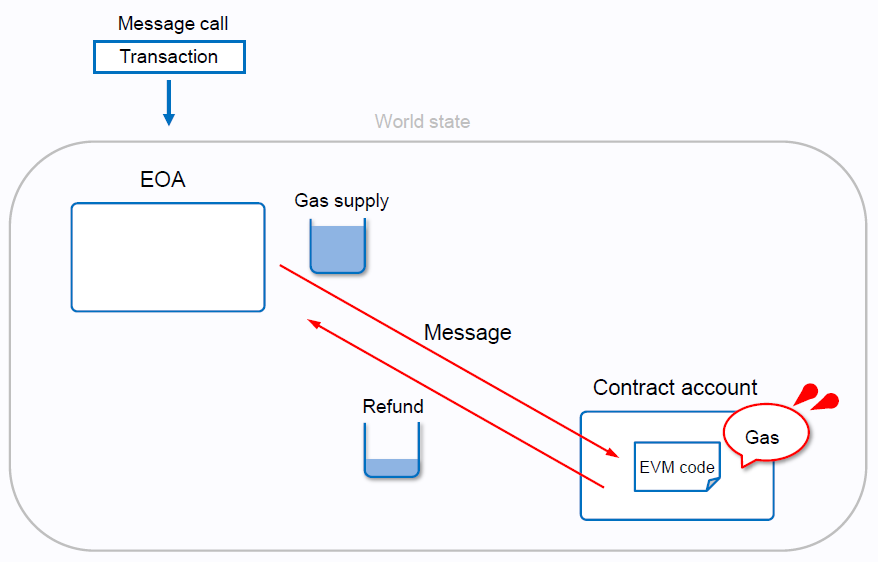 Message call
Transaction
World state
EOA
Gas supply
Message
Contract account
Refund
Gas
EVM code